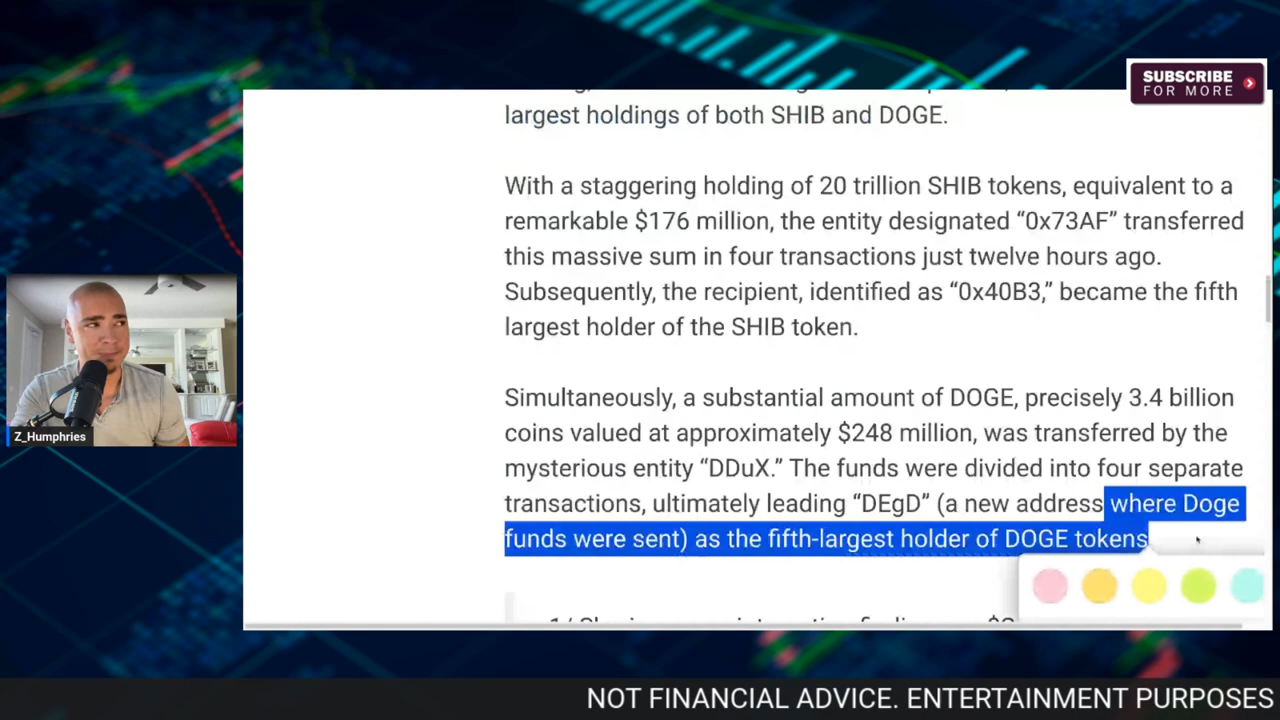 SUBSCRIBE
FOR MORE
largest holdings of both SHIB and DOGE.
With a staggering holding of 20 trillion SHIB tokens, equivalent to a
remarkable $176 million, the entity designated “0x73AF” transferred
this massive sum in four transactions just twelve hours ago.
Subsequently, the recipient, identified as “0x40B3,” became the fifth
largest holder of the SHIB token.
Simultaneously, a substantial amount of DOGE, precisely 3.4 billion
coins valued at approximately $248 million, was transferred by the
mysterious entity “DDuX.” The funds were divided into four separate
transactions, ultimately leading “DEgD” (a new address where Doge
funds were sent) as the fifth-largest holder of DOGE tokens
Z_Humphries
NOT FINANCIAL ADVICE. ENTERTAINMENT PURPOSES